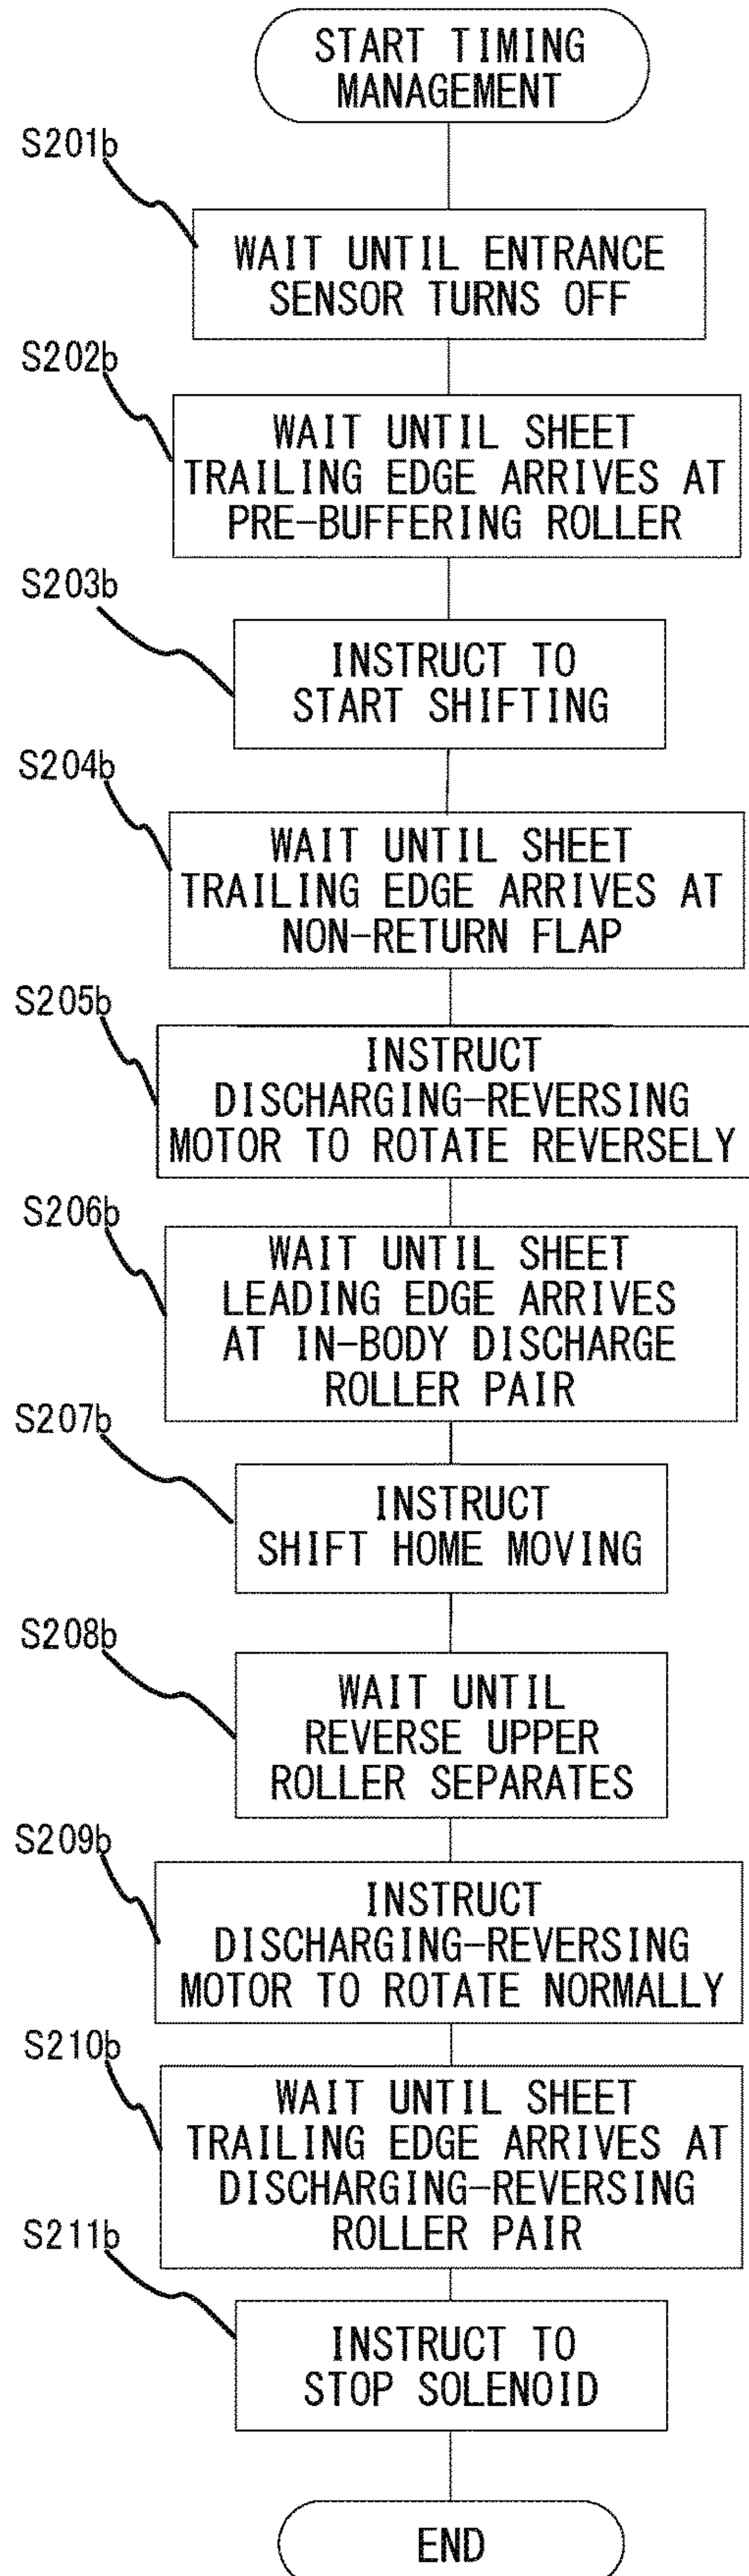 START TIMING
MANAGEMENT
S201b
WAIT UNTIL ENTRANCE
SENSOR TURNS OFF
S202b
WAIT UNTIL SHEET
TRAILING EDGE ARRIVES AT
PRE-BUFFERING ROLLER
S203b
INSTRUCT TO
START SHIFTING
S204b
WAIT UNTIL SHEET
TRAILING EDGE ARRIVES AT
NON-RETURN FLAP
S205b
INSTRUCT
DISCHARGING-REVERSING
MOTOR TO ROTATE REVERSELY
S206b
WAIT UNTIL SHEET
LEADING EDGE ARRIVES
AT IN-BODY DISCHARGE
ROLLER PAIR
S207b
INSTRUCT
SHIFT HOME MOVING
S208b
WAIT UNTIL
REVERSE UPPER
ROLLER SEPARATES
S209b
INSTRUCT
DISCHARGING-REVERSING
MOTOR TO ROTATE NORMALLY
S210b
WAIT UNTIL SHEET
TRAILING EDGE ARRIVES AT
DISCHARGING-REVERSING
ROLLER PAIR
S211b
INSTRUCT TO
STOP SOLENOID
END